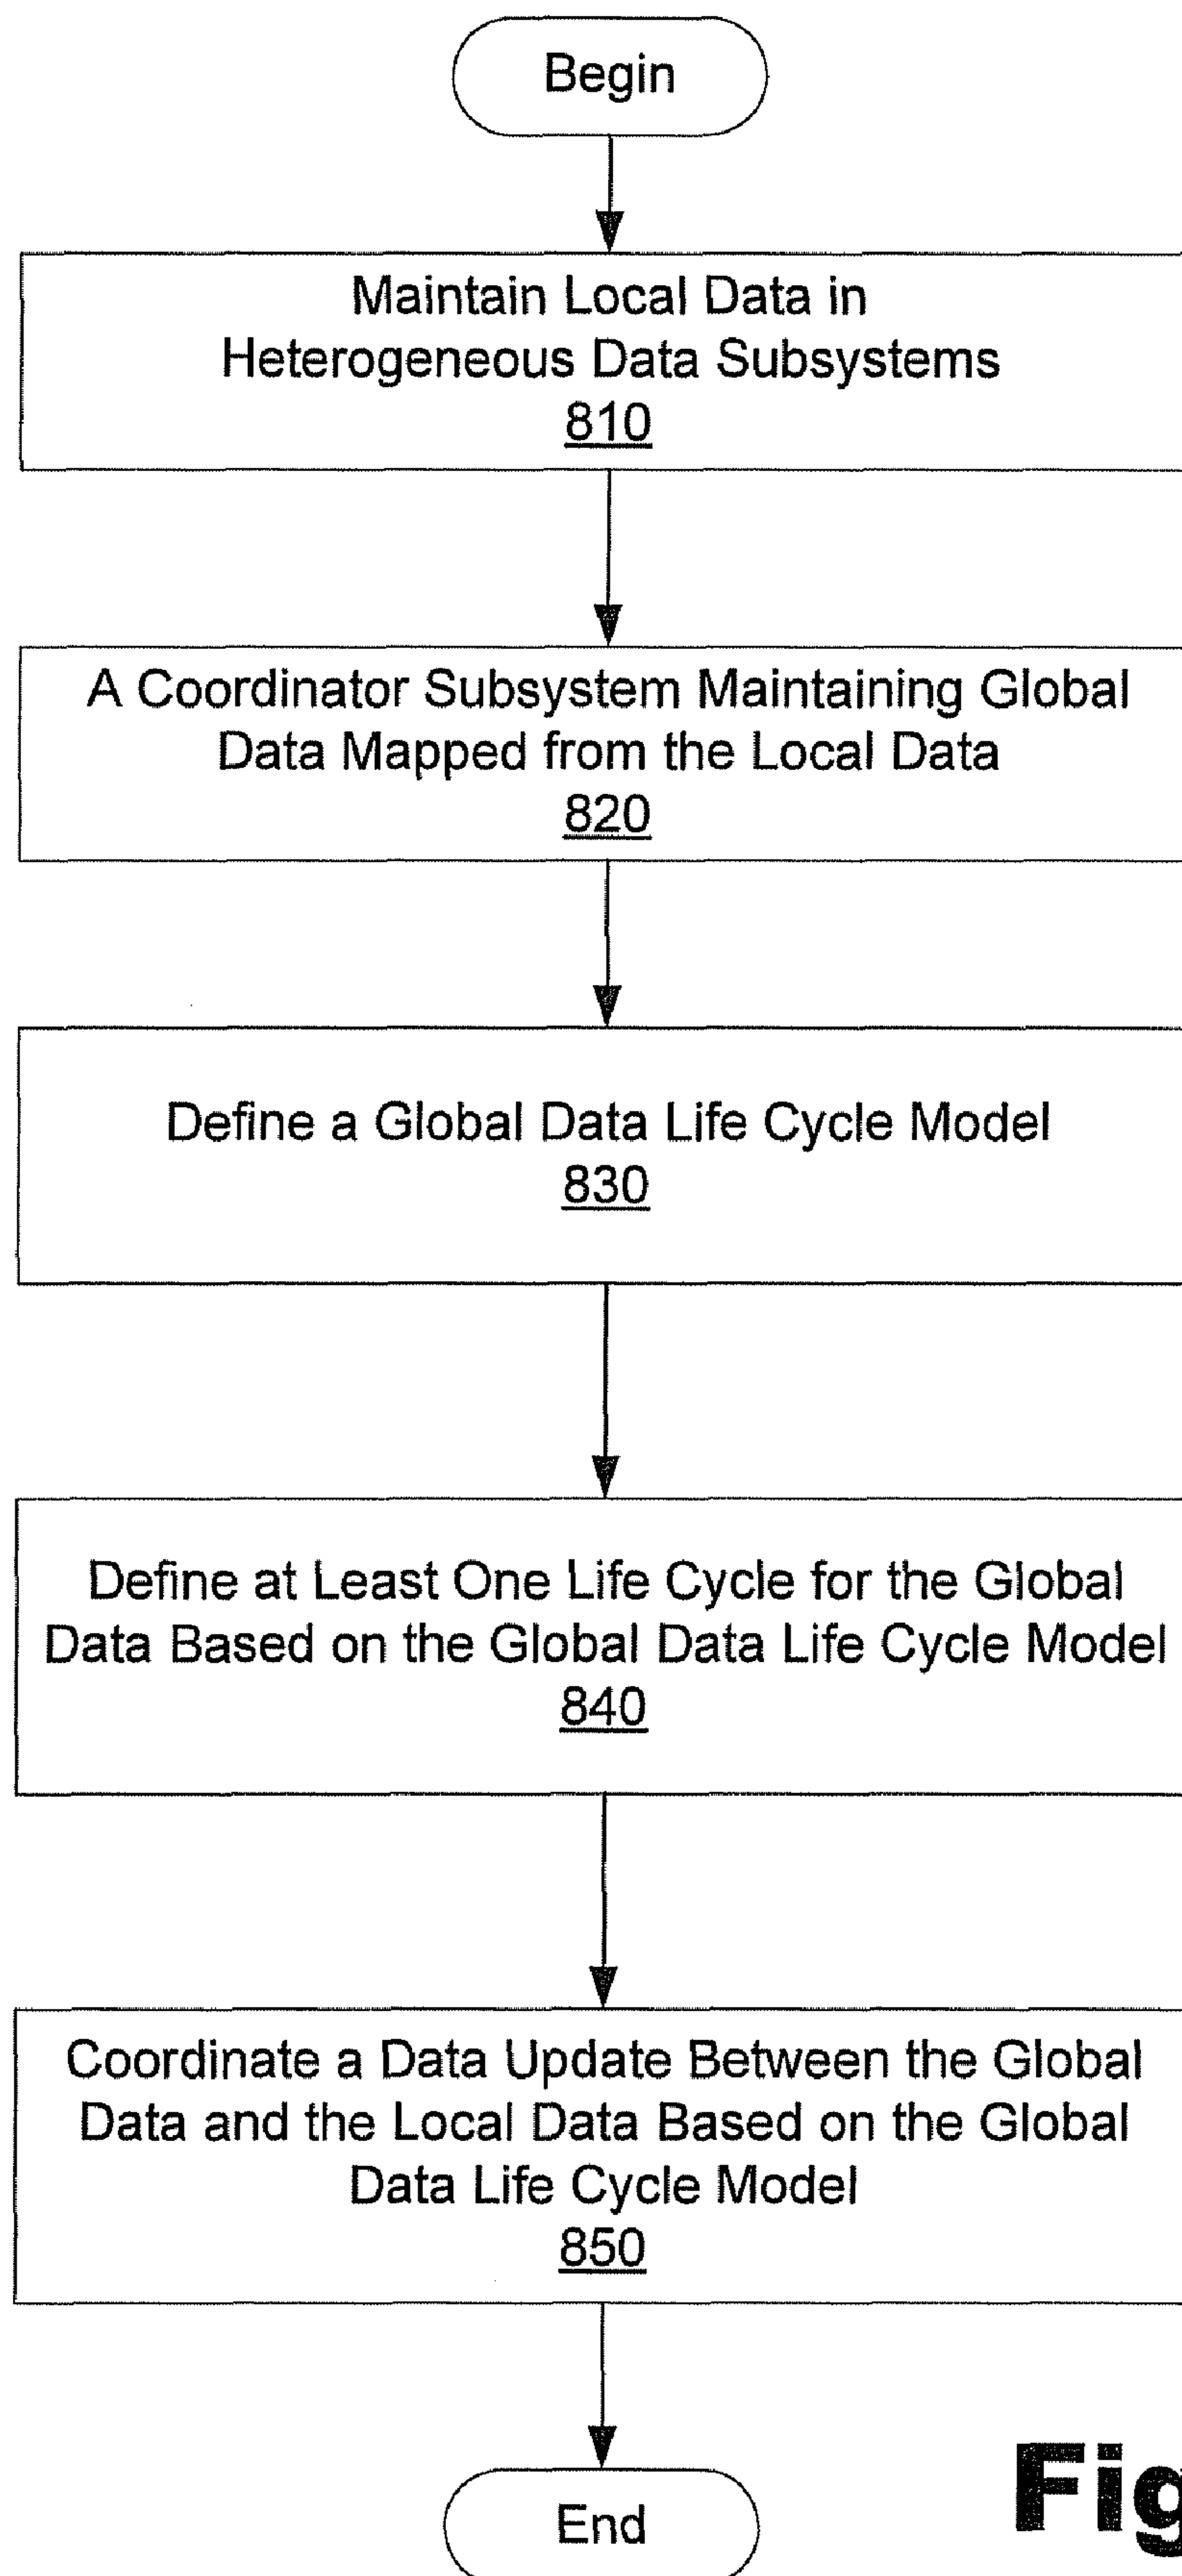 Begin
Maintain Local Data in
Heterogeneous Data Subsystems
810
A Coordinator Subsystem Maintaining Global
Data Mapped from the Local Data
820
Define a Global Data Life Cycle Model
830
Define at Least One Life Cycle for the Global
Data Based on the Global Data Life Cycle Model
840
Coordinate a Data Update Between the Global
Data and the Local Data Based on the Global
Data Life Cycle Model
850
End
Fig